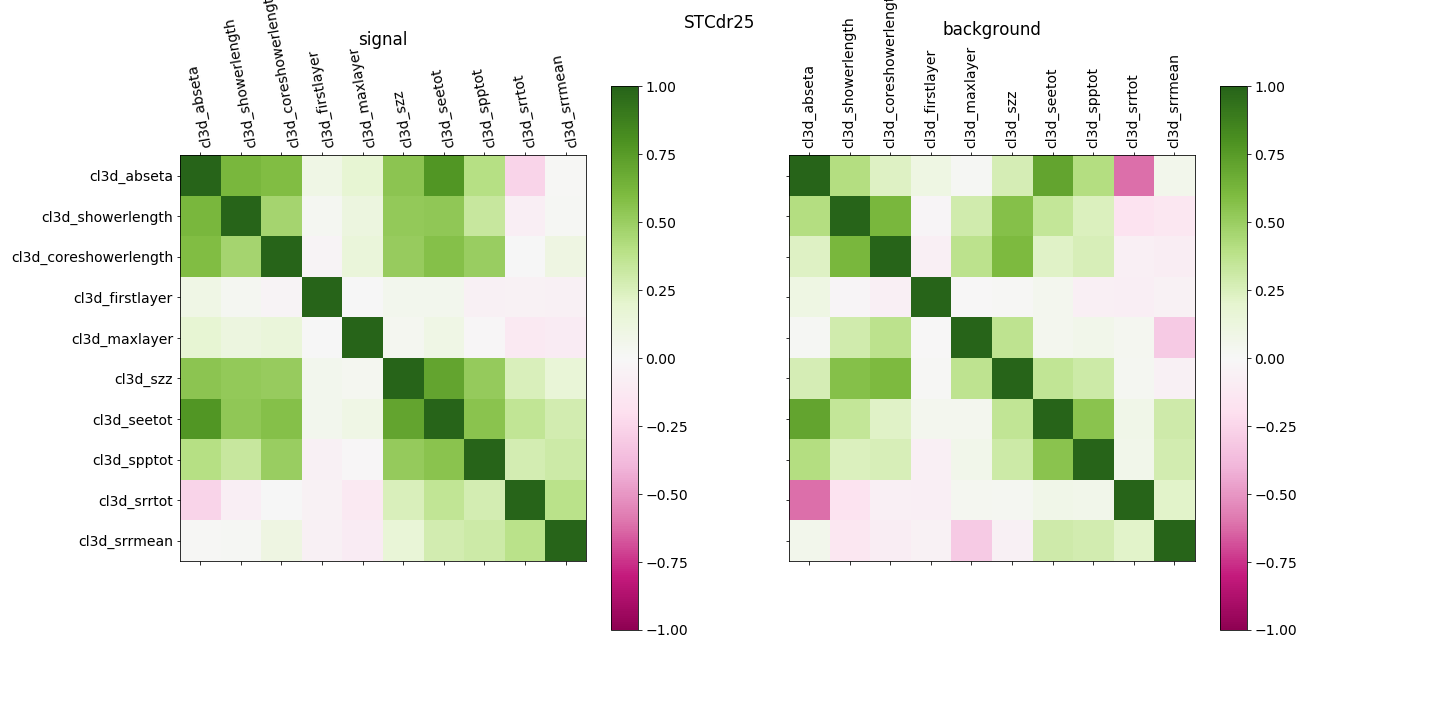 STCdr25
signal
cl3d_abseta
cl3d_showerlength
cl3d_coreshowerlength
cl3d_firstlayer
cl3d_maxlayer
cl3d_szz
cl3d_seetot
cl3d_spptot
cl3d_srrtot
cl3d_srrmean
cl3d_abseta
cl3d_showerlength
cl3d_coreshowerlength
cl3d_firstlayer
cl3d_maxlayer
cl3d_szz
cl3d_seetot
cl3d_spptot
cl3d_srrtot
cl3d_srrmean
1.00
0.75
0.50
0.25
0.00
−0.25
−0.50
−0.75
−1.00
background
cl3d_abseta
cl3d_showerlength
cl3d_coreshowerlength
cl3d_firstlayer
cl3d_maxlayer
cl3d_szz
cl3d_seetot
cl3d_spptot
cl3d_srrtot
cl3d_srrmean
1.00
0.75
0.50
0.25
0.00
−0.25
−0.50
−0.75
−1.00